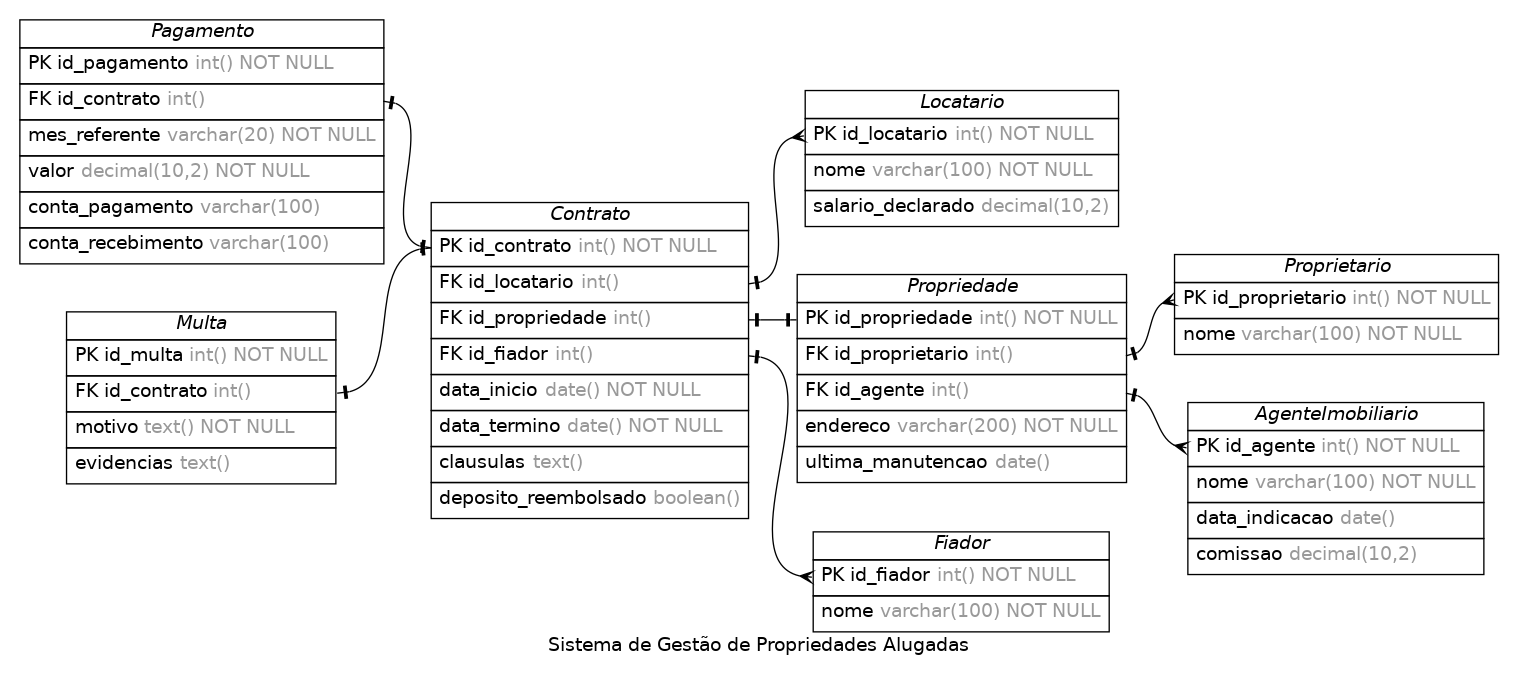 Pagamento
PK id_pagamento int() NOT NULL
FK id_contrato int()
mes_referente varchar(20) NOT NULL
valor decimal(10,2) NOT NULL
conta_pagamento varchar(100)
conta_recebimento varchar(100)
Multa
PK id_multa int() NOT NULL
FK id_contrato int()
motivo text() NOT NULL
evidencias text()
Contrato
PK id_contrato int() NOT NULL
FK id_locatario int()
FK id_propriedade int()
FK id_fiador int()
data_inicio date() NOT NULL
data_termino date() NOT NULL
clausulas text()
deposito_reembolsado boolean()
Locatario
PK id_locatario int() NOT NULL
nome varchar(100) NOT NULL
salario_declarado decimal(10,2)
Propriedade
PK id_propriedade int() NOT NULL
FK id_proprietario int()
FK id_agente int()
endereco varchar(200) NOT NULL
ultima_manutencao date()
Fiador
PK id_fiador int() NOT NULL
nome varchar(100) NOT NULL
Proprietario
PK id_proprietario int() NOT NULL
nome varchar(100) NOT NULL
AgenteImobiliario
PK id_agente int() NOT NULL
nome varchar(100) NOT NULL
data_indicacao date()
comissao decimal(10,2)
Sistema de Gestão de Propriedades Alugadas